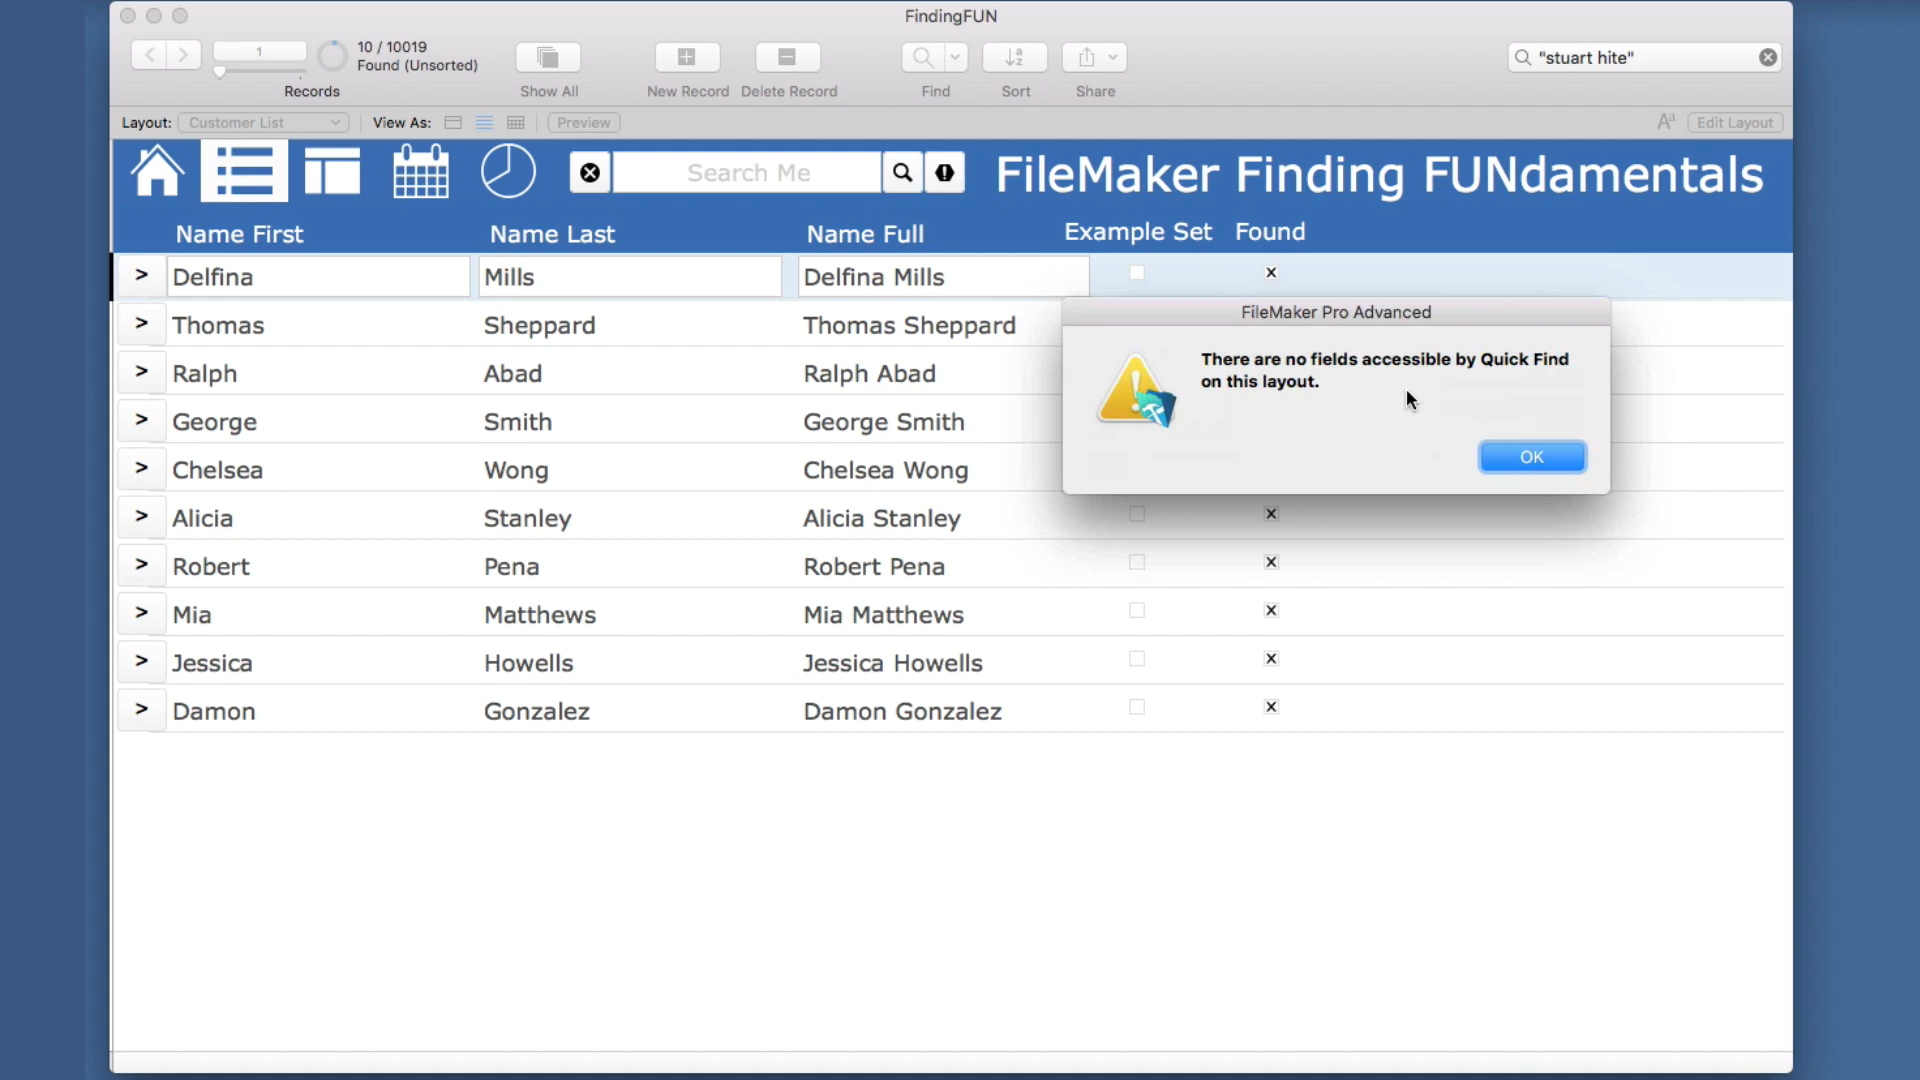 FindingFUN
1
10 / 10019
Found (Unsorted)
Records
Show All
New Record
Delete Record
Find
Sort
Share
"stuart hite"
Layout:
Customer List
View As:
Preview
Aa
Edit Layout
Search Me
FileMaker Finding FUNdamentals
Name First
Name Last
Name Full
Example Set
Found
> Delfina Mills Delfina Mills x
> Thomas Sheppard Thomas Sheppard
> Ralph Abad Ralph Abad
> George Smith George Smith
> Chelsea Wong Chelsea Wong
> Alicia Stanley Alicia Stanley x
> Robert Pena Robert Pena x
> Mia Matthews Mia Matthews x
> Jessica Howells Jessica Howells x
> Damon Gonzalez Damon Gonzalez x
FileMaker Pro Advanced
There are no fields accessible by Quick Find
on this layout.
OK